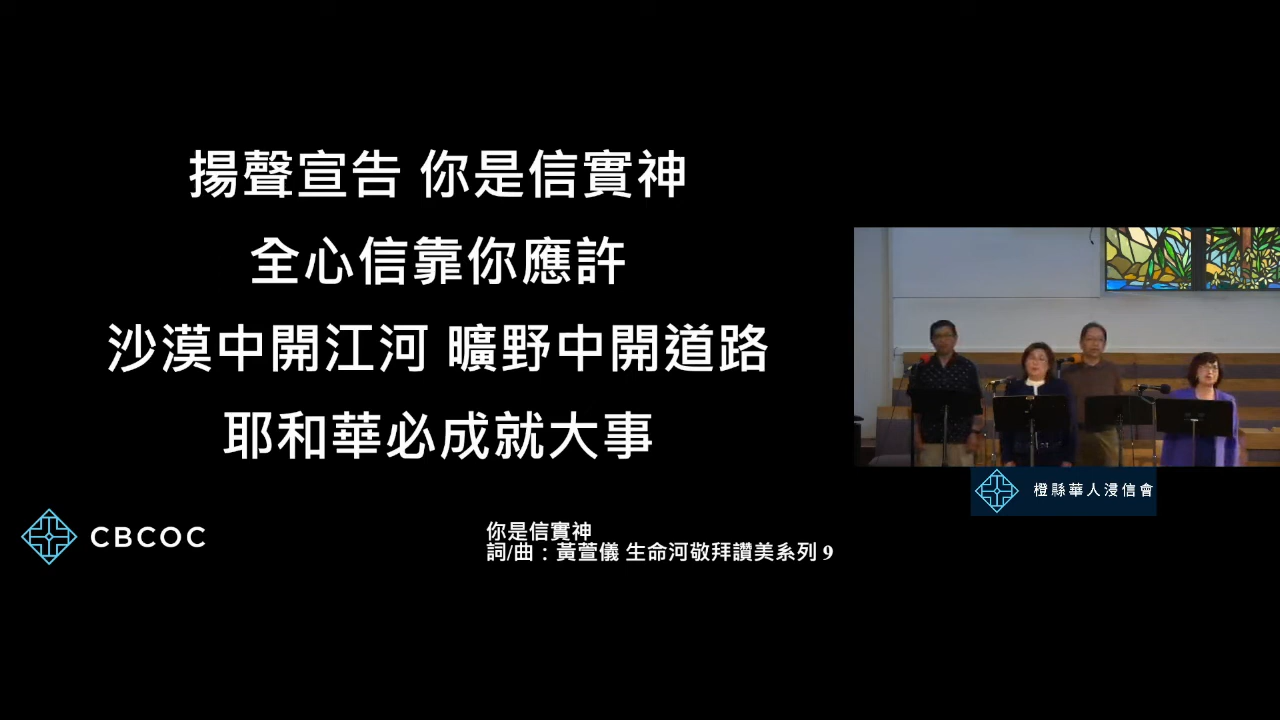 揚聲宣告 你是信實神
全心信靠你應許
沙漠中開江河 曠野中開道路
耶和華必成就大事
橙縣華人浸信會
CBCOC
你是信實神
詞/曲：黃萱儀 生命河敬拜讚美系列 9